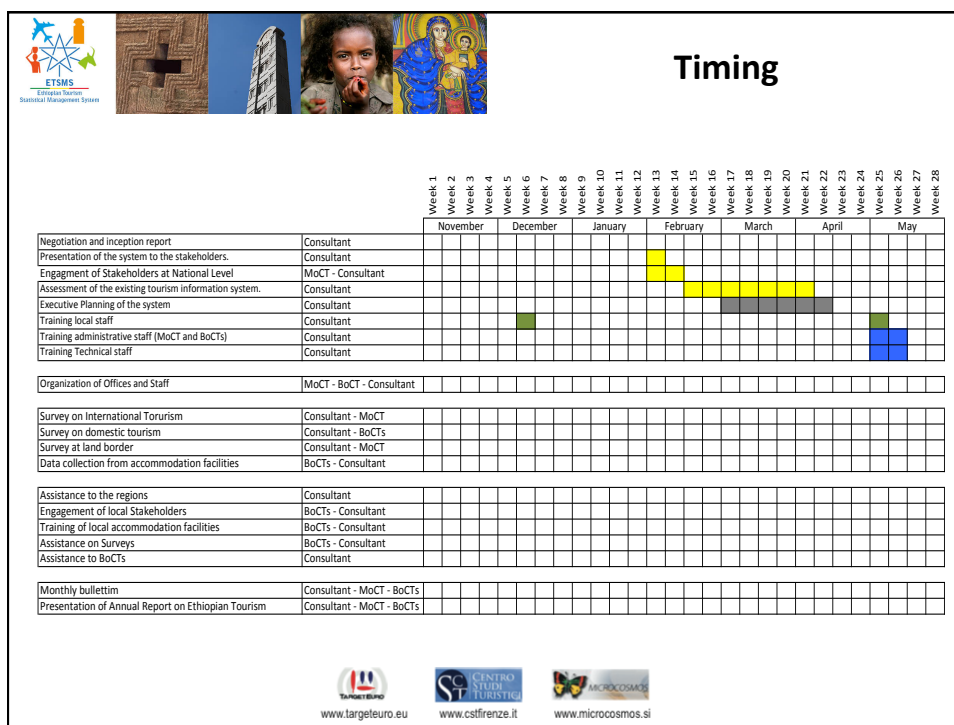 ETSMS
Ethiopian Tourism
Statistical Management System
Timing
Week 1 Week 2 Week 3 Week 4 Week 5 Week 6 Week 7 Week 8 Week 9 Week 10 Week 11 Week 12 Week 13 Week 14 Week 15 Week 16 Week 17 Week 18 Week 19 Week 20 Week 21 Week 22 Week 23 Week 24 Week 25 Week 26 Week 27 Week 28
November December January February March April May
Negotiation and inception report Consultant
Presentation of the system to the stakeholders. Consultant
Engagment of Stakeholders at National Level MoCT - Consultant
Assessment of the existing tourism information system. Consultant
Executive Planning of the system Consultant
Training local staff Consultant
Training administrative staff (MoCT and BoCTs) Consultant
Training Technical staff Consultant
Organization of Offices and Staff MoCT - BoCT - Consultant
Survey on International Torurism Consultant - MoCT
Survey on domestic tourism Consultant - BoCTs
Survey at land border Consultant - MoCT
Data collection from accommodation facilities BoCTs - Consultant
Assistance to the regions Consultant
Engagement of local Stakeholders BoCTs - Consultant
Training of local accommodation facilities BoCTs - Consultant
Assistance on Surveys BoCTs - Consultant
Assistance to BoCTs Consultant
Monthly bullettim Consultant - MoCT - BoCTs
Presentation of Annual Report on Ethiopian Tourism Consultant - MoCT - BoCTs
TARGETEURO
SCT CENTRO
STUDI
TURISTICI
MICROCOSMOS
www.targeteuro.eu www.cstfirenze.it www.microcosmos.si